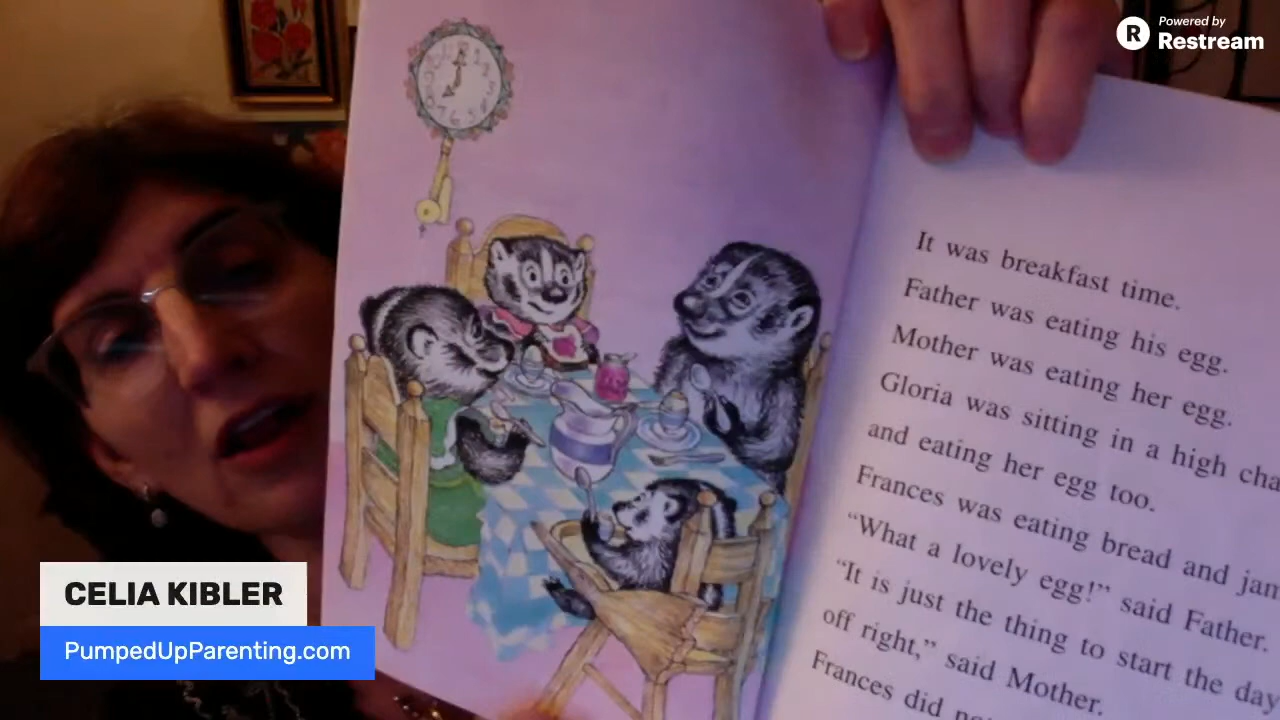 Powered by
R Restream
It was breakfast time.
Father was eating his egg.
Mother was eating her egg.
Gloria was sitting in a high
and eating her egg too.
Frances was eating bread and
“What a lovely egg!” said Father.
“It is just the thing to start the day
off right,” said Mother.
Frances did
CELIA KIBLER
PumpedUpParenting.com